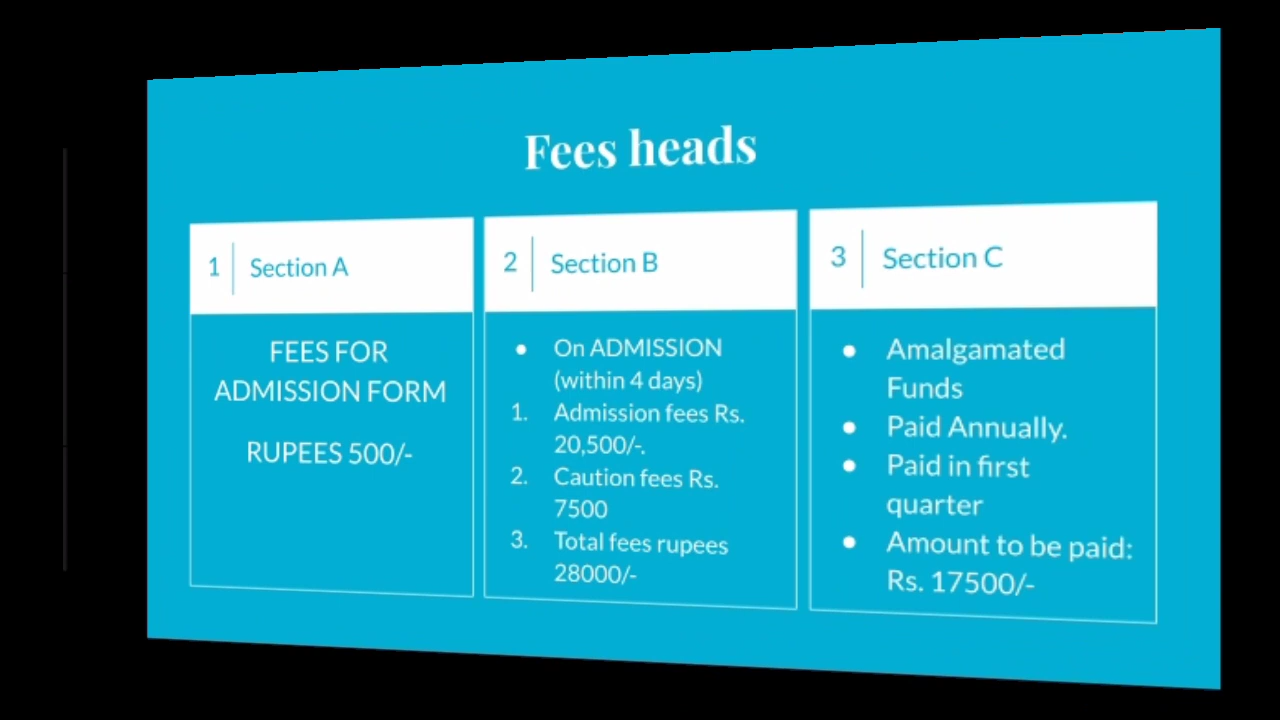 Fees heads
1 Section A
FEES FOR
ADMISSION FORM
RUPEES 500/-
2 Section B
● On ADMISSION
(within 4 days)
1. Admission fees Rs.
20,500/-.
2. Caution fees Rs.
7500
3. Total fees rupees
28000/-
3 Section C
● Amalgamated
Funds
● Paid Annually.
● Paid in first
quarter
● Amount to be paid:
Rs. 17500/-